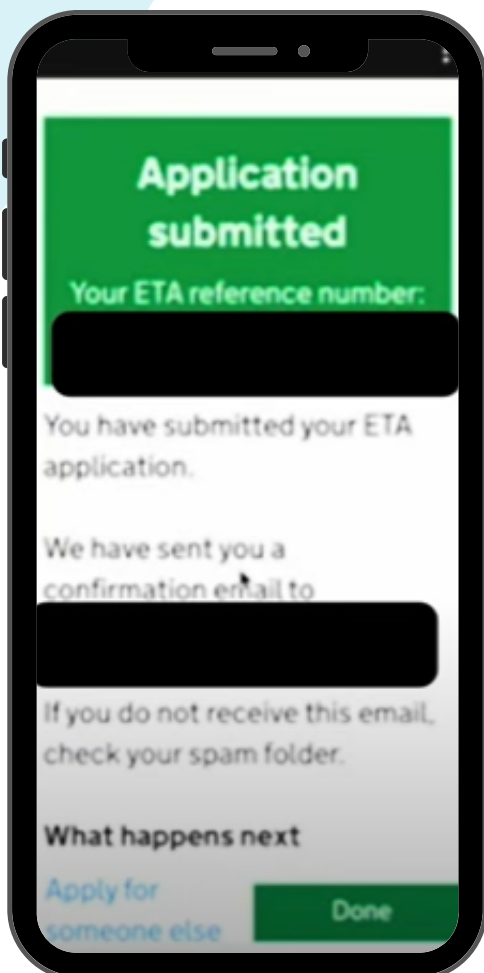 Application
submitted
Your ETA reference number:
You have submitted your ETA
application.
We have sent you a
confirmation email to
If you do not receive this email,
check your spam folder.
What happens next
Apply for
someone else
Done